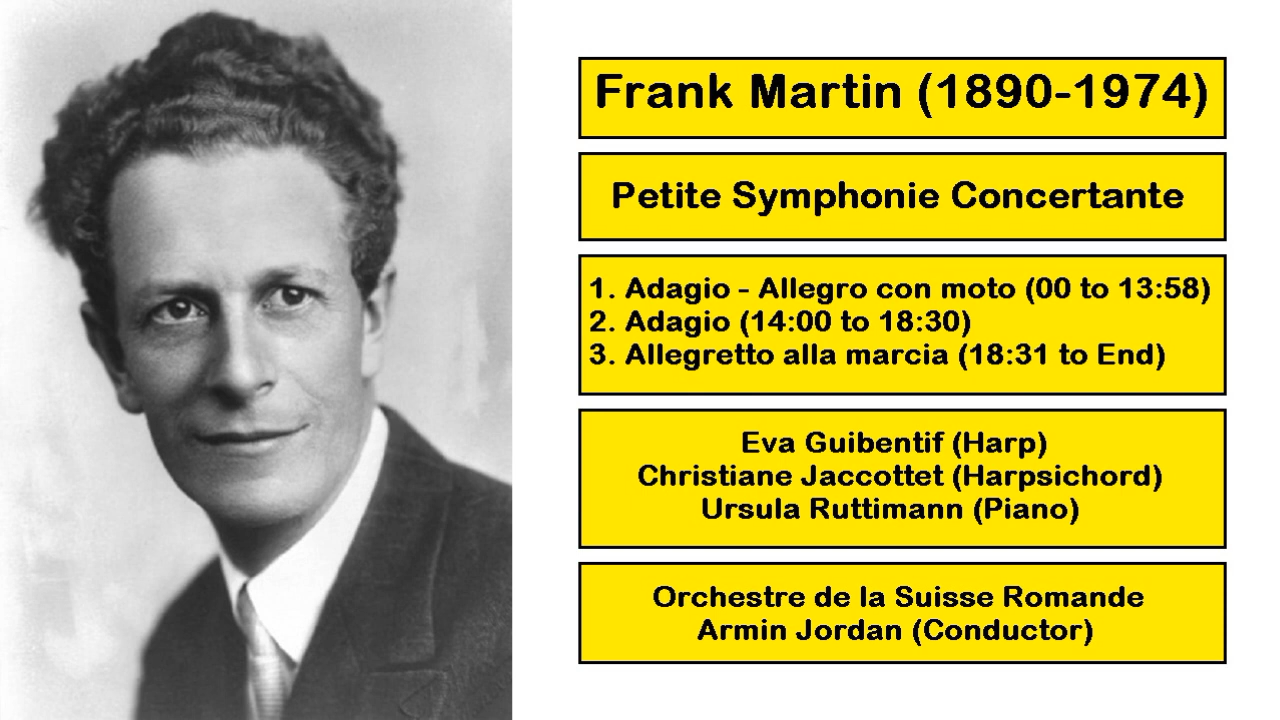 Frank Martin (1890-1974)
Petite Symphonie Concertante
1. Adagio - Allegro con moto (00 to 13:58)
2. Adagio (14:00 to 18:30)
3. Allegretto alla marcia (18:31 to End)
Eva Guibentif (Harp)
Christiane Jaccottet (Harpsichord)
Ursula Ruttimann (Piano)
Orchestre de la Suisse Romande
Armin Jordan (Conductor)